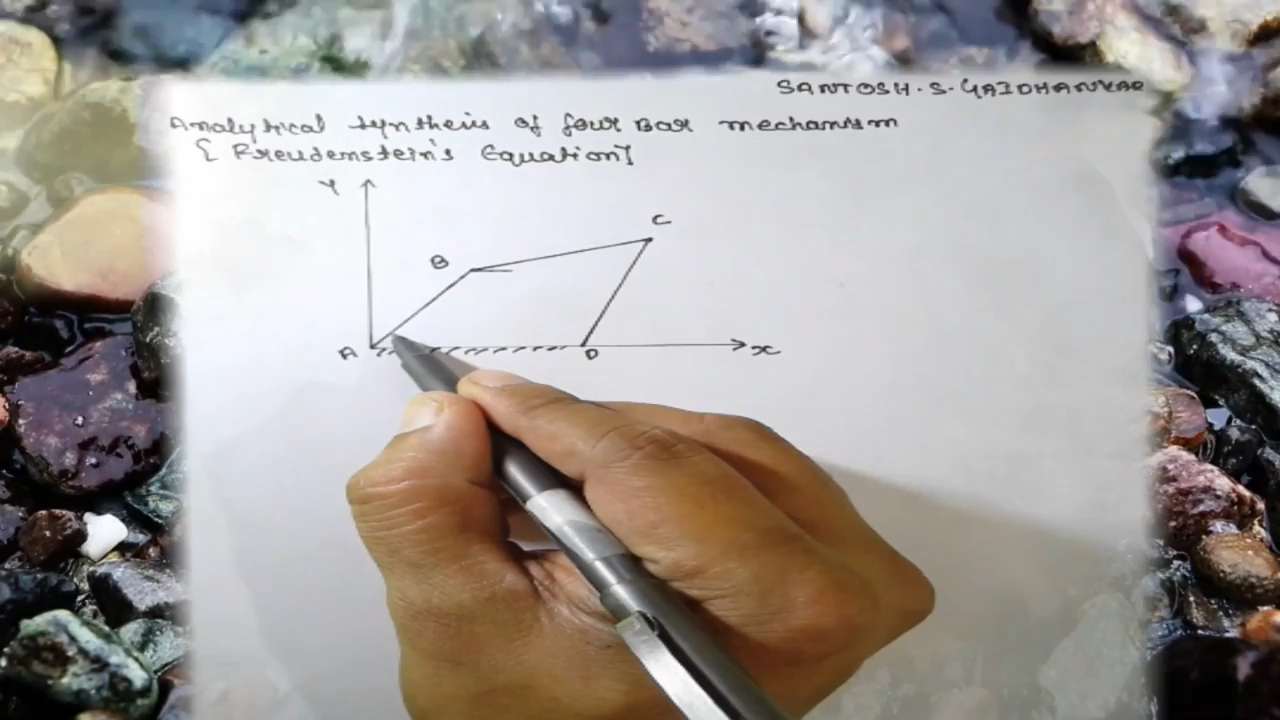 SANTOSH.S.GAIDHANKAR
Analytical synthesis of four Bar mechanism
{ Freudenstein's Equation}
Y
C
B
A
D
x